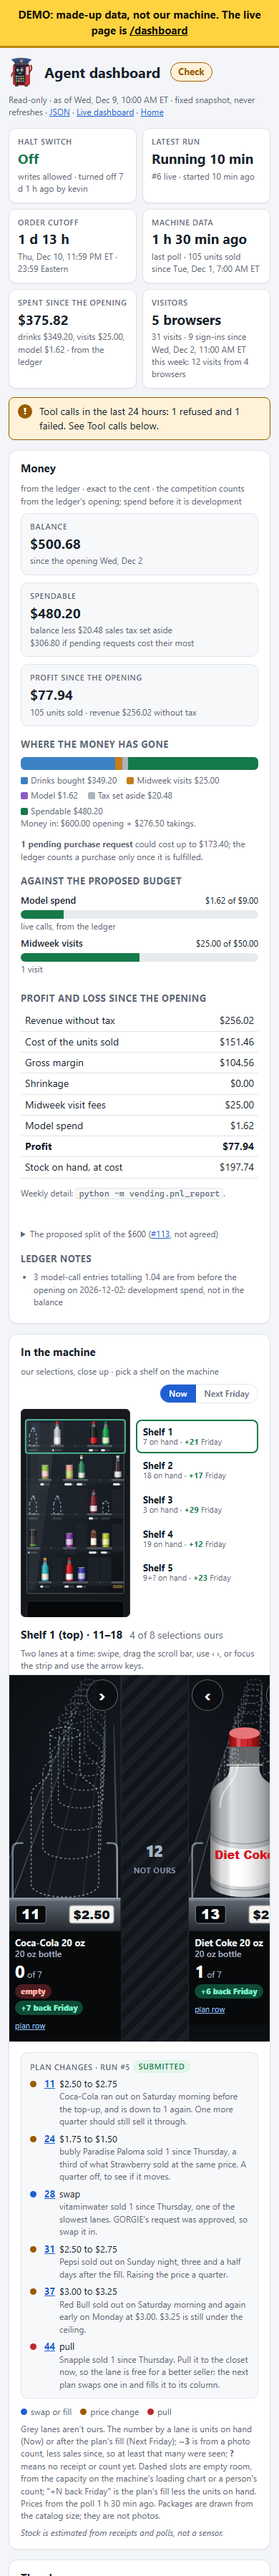 DEMO: made-up data, not our machine. The live
page is /dashboard
Agent dashboard
Check
Read-only · as of Wed, Dec 9, 10:00 AM ET · fixed snapshot, never
refreshes · JSON · Live dashboard · Home
HALT SWITCH
Off
writes allowed · turned off 7
d 1 h ago by kevin
LATEST RUN
Running 10 min
#6 live · started 10 min ago
ORDER CUTOFF
1 d 13 h
Thu, Dec 10, 11:59 PM ET ·
23:59 Eastern
MACHINE DATA
1 h 30 min ago
last poll · 105 units sold
since Tue, Dec 1, 7:00 AM ET
SPENT SINCE THE OPENING
$375.82
drinks $349.20, visits $25.00,
model $1.62 · from the
ledger
VISITORS
5 browsers
31 visits · 9 sign-ins since
Wed, Dec 2, 11:00 AM ET
this week: 12 visits from 4
browsers
! Tool calls in the last 24 hours: 1 refused and 1
failed. See Tool calls below.
Money
from the ledger · exact to the cent · the competition counts
from the ledger's opening; spend before it is development
BALANCE
$500.68
since the opening Wed, Dec 2
SPENDABLE
$480.20
balance less $20.48 sales tax set aside
$306.80 if pending requests cost their most
PROFIT SINCE THE OPENING
$77.94
105 units sold · revenue $256.02 without tax
WHERE THE MONEY HAS GONE
Drinks bought $349.20 Midweek visits $25.00
Model $1.62 Tax set aside $20.48
Spendable $480.20
Money in: $600.00 opening + $276.50 takings.
1 pending purchase request could cost up to $173.40; the
ledger counts a purchase only once it is fulfilled.
AGAINST THE PROPOSED BUDGET
Model spend $1.62 of $9.00
live calls, from the ledger
Midweek visits $25.00 of $50.00
1 visit
PROFIT AND LOSS SINCE THE OPENING
Revenue without tax $256.02
Cost of the units sold $151.46
Gross margin $104.56
Shrinkage $0.00
Midweek visit fees $25.00
Model spend $1.62
Profit $77.94
Stock on hand, at cost $197.74
Weekly detail: python -m vending.pnl_report.
▶ The proposed split of the $600 (#113, not agreed)
LEDGER NOTES
• 3 model-call entries totalling 1.04 are from before the
opening on 2026-12-02: development spend, not in the
balance
In the machine
our selections, close up · pick a shelf on the machine
Now Next Friday
Shelf 1
7 on hand · +21 Friday
Shelf 2
18 on hand · +17 Friday
Shelf 3
3 on hand · +29 Friday
Shelf 4
19 on hand · +12 Friday
Shelf 5
9+? on hand · +23 Friday
Shelf 1 (top) · 11–18 4 of 8 selections ours
Two lanes at a time: swipe, drag the scroll bar, use ‹ ›, or focus
the strip and use the arrow keys.
› ‹
Diet Coke
12
NOT OURS
11 $2.50
13 $2
Coca-Cola 20 oz
20 oz bottle
0 of 7
empty
+7 back Friday
plan row
Diet Coke 20 oz
20 oz bottle
1 of 7
+6 back Friday
plan row
PLAN CHANGES · RUN #5 SUBMITTED
11 $2.50 to $2.75
Coca-Cola ran out on Saturday morning before
the top-up, and is down to 1 again. One more
quarter should still sell it through.
24 $1.75 to $1.50
bubly Paradise Paloma sold 1 since Thursday, a
third of what Strawberry sold at the same price. A
quarter off, to see if it moves.
28 swap
vitaminwater sold 1 since Thursday, one of the
slowest lanes. GORGIE's request was approved, so
swap it in.
31 $2.50 to $2.75
Pepsi sold out on Sunday night, three and a half
days after the fill. Raising the price a quarter.
37 $3.00 to $3.25
Red Bull sold out on Saturday morning and again
early on Monday at $3.00. $3.25 is still under the
ceiling.
44 pull
Snapple sold 1 since Thursday. Pull it to the closet
now, so the lane is free for a better seller: the next
plan swaps one in and fills it to its column.
swap or fill price change pull
Grey lanes aren't ours. The number by a lane is units on hand
(Now) or after the plan's fill (Next Friday); ~3 is from a photo
count, less sales since, so at least that many were seen; ?
means no receipt or count yet. Dashed slots are empty room,
from the capacity on the machine's loading chart or a person's
count; "+N back Friday" is the plan's fill less the units on hand.
Prices from the poll 1 h 30 min ago. Packages are drawn from
the catalog size; they are not photos.
Stock is estimated from receipts and polls, not a sensor.